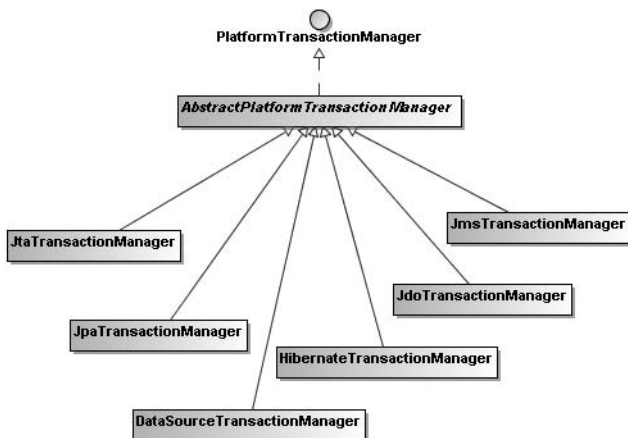 PlatformTransactionManager
AbstractPlatformTransactionManager
JmsTransactionManager
JtaTransactionManager
JdoTransactionManager
JpaTransactionManager
HibernateTransactionManager
DataSourceTransactionManager